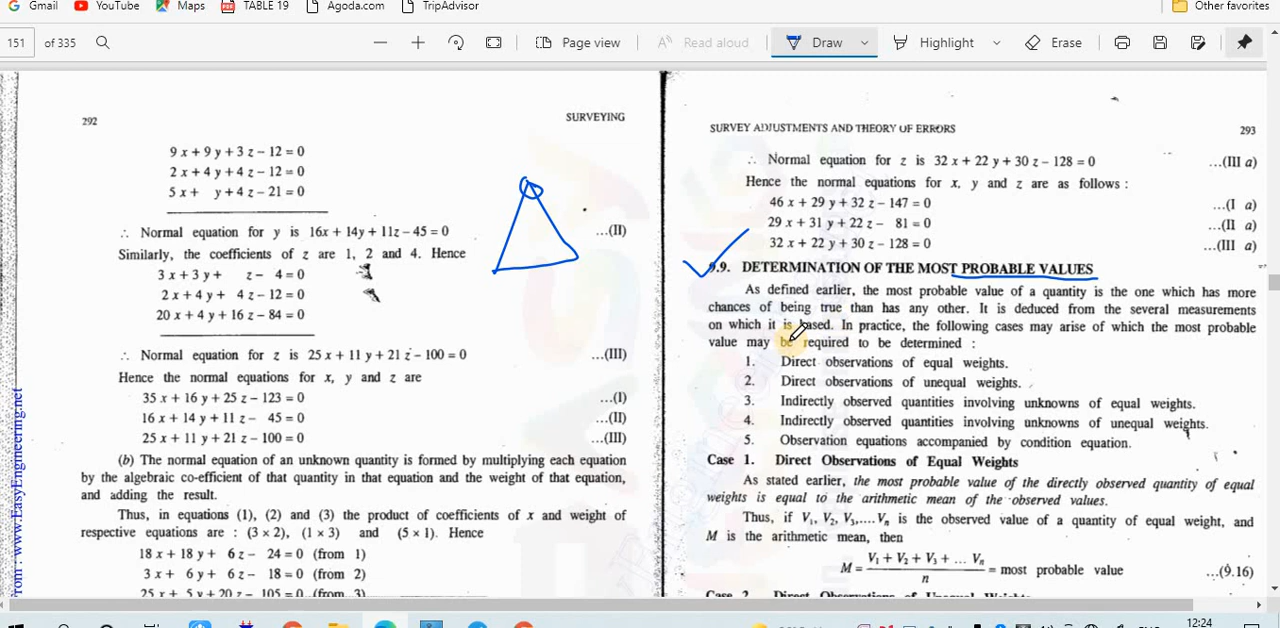 Gmail YouTube Maps TABLE 19 Agoda.com TripAdvisor Other favorites
151 of 335 Page view Read aloud Draw Highlight Erase
292 SURVEYING
9 x + 9 y + 3 z – 12 = 0
2 x + 4 y + 4 z – 12 = 0
5 x + y + 4 z – 21 = 0
∴ Normal equation for y is 16x + 14y + 11z – 45 = 0 ...(II)
Similarly, the coefficients of z are 1, 2 and 4. Hence
3 x + 3 y + z – 4 = 0
2 x + 4 y + 4 z – 12 = 0
20 x + 4 y + 16 z – 84 = 0
∴ Normal equation for z is 25 x + 11 y + 21 z – 100 = 0 ...(III)
Hence the normal equations for x, y and z are
35 x + 16 y + 25 z – 123 = 0 ...(I)
16 x + 14 y + 11 z – 45 = 0 ...(II)
25 x + 11 y + 21 z – 100 = 0 ...(III)
(b) The normal equation of an unknown quantity is formed by multiplying each equation
by the algebraic co-efficient of that quantity in that equation and the weight of that equation,
and adding the result.
Thus, in equations (1), (2) and (3) the product of coefficients of x and weight of
respective equations are : (3 × 2), (1 × 3) and (5 × 1). Hence
18 x + 18 y + 6 z – 24 = 0 (from 1)
3 x + 6 y + 6 z – 18 = 0 (from 2)
25 x + 5 y + 20 z – 105 = 0 (from 3)
rom : www.EasyEngineering.net
SURVEY ADJUSTMENTS AND THEORY OF ERRORS 293
∴ Normal equation for z is 32 x + 22 y + 30 z – 128 = 0 ...(III a)
Hence the normal equations for x, y and z are as follows :
46 x + 29 y + 32 z – 147 = 0 ...(I a)
29 x + 31 y + 22 z – 81 = 0 ...(II a)
32 x + 22 y + 30 z – 128 = 0 ...(III a)
9.9. DETERMINATION OF THE MOST PROBABLE VALUES
As defined earlier, the most probable value of a quantity is the one which has more
chances of being true than has any other. It is deduced from the several measurements
on which it is based. In practice, the following cases may arise of which the most probable
value may be required to be determined :
1. Direct observations of equal weights.
2. Direct observations of unequal weights.
3. Indirectly observed quantities involving unknowns of equal weights.
4. Indirectly observed quantities involving unknowns of unequal weights.
5. Observation equations accompanied by condition equation.
Case 1. Direct Observations of Equal Weights
As stated earlier, the most probable value of the directly observed quantity of equal
weights is equal to the arithmetic mean of the observed values.
Thus, if V₁, V₂, V₃,.... Vₙ is the observed value of a quantity of equal weight, and
M is the arithmetic mean, then
M = V₁ + V₂ + V₃ + ... Vₙ / n = most probable value ...(9.16)
Case 2. Direct Observations of Unequal Weights
12:24